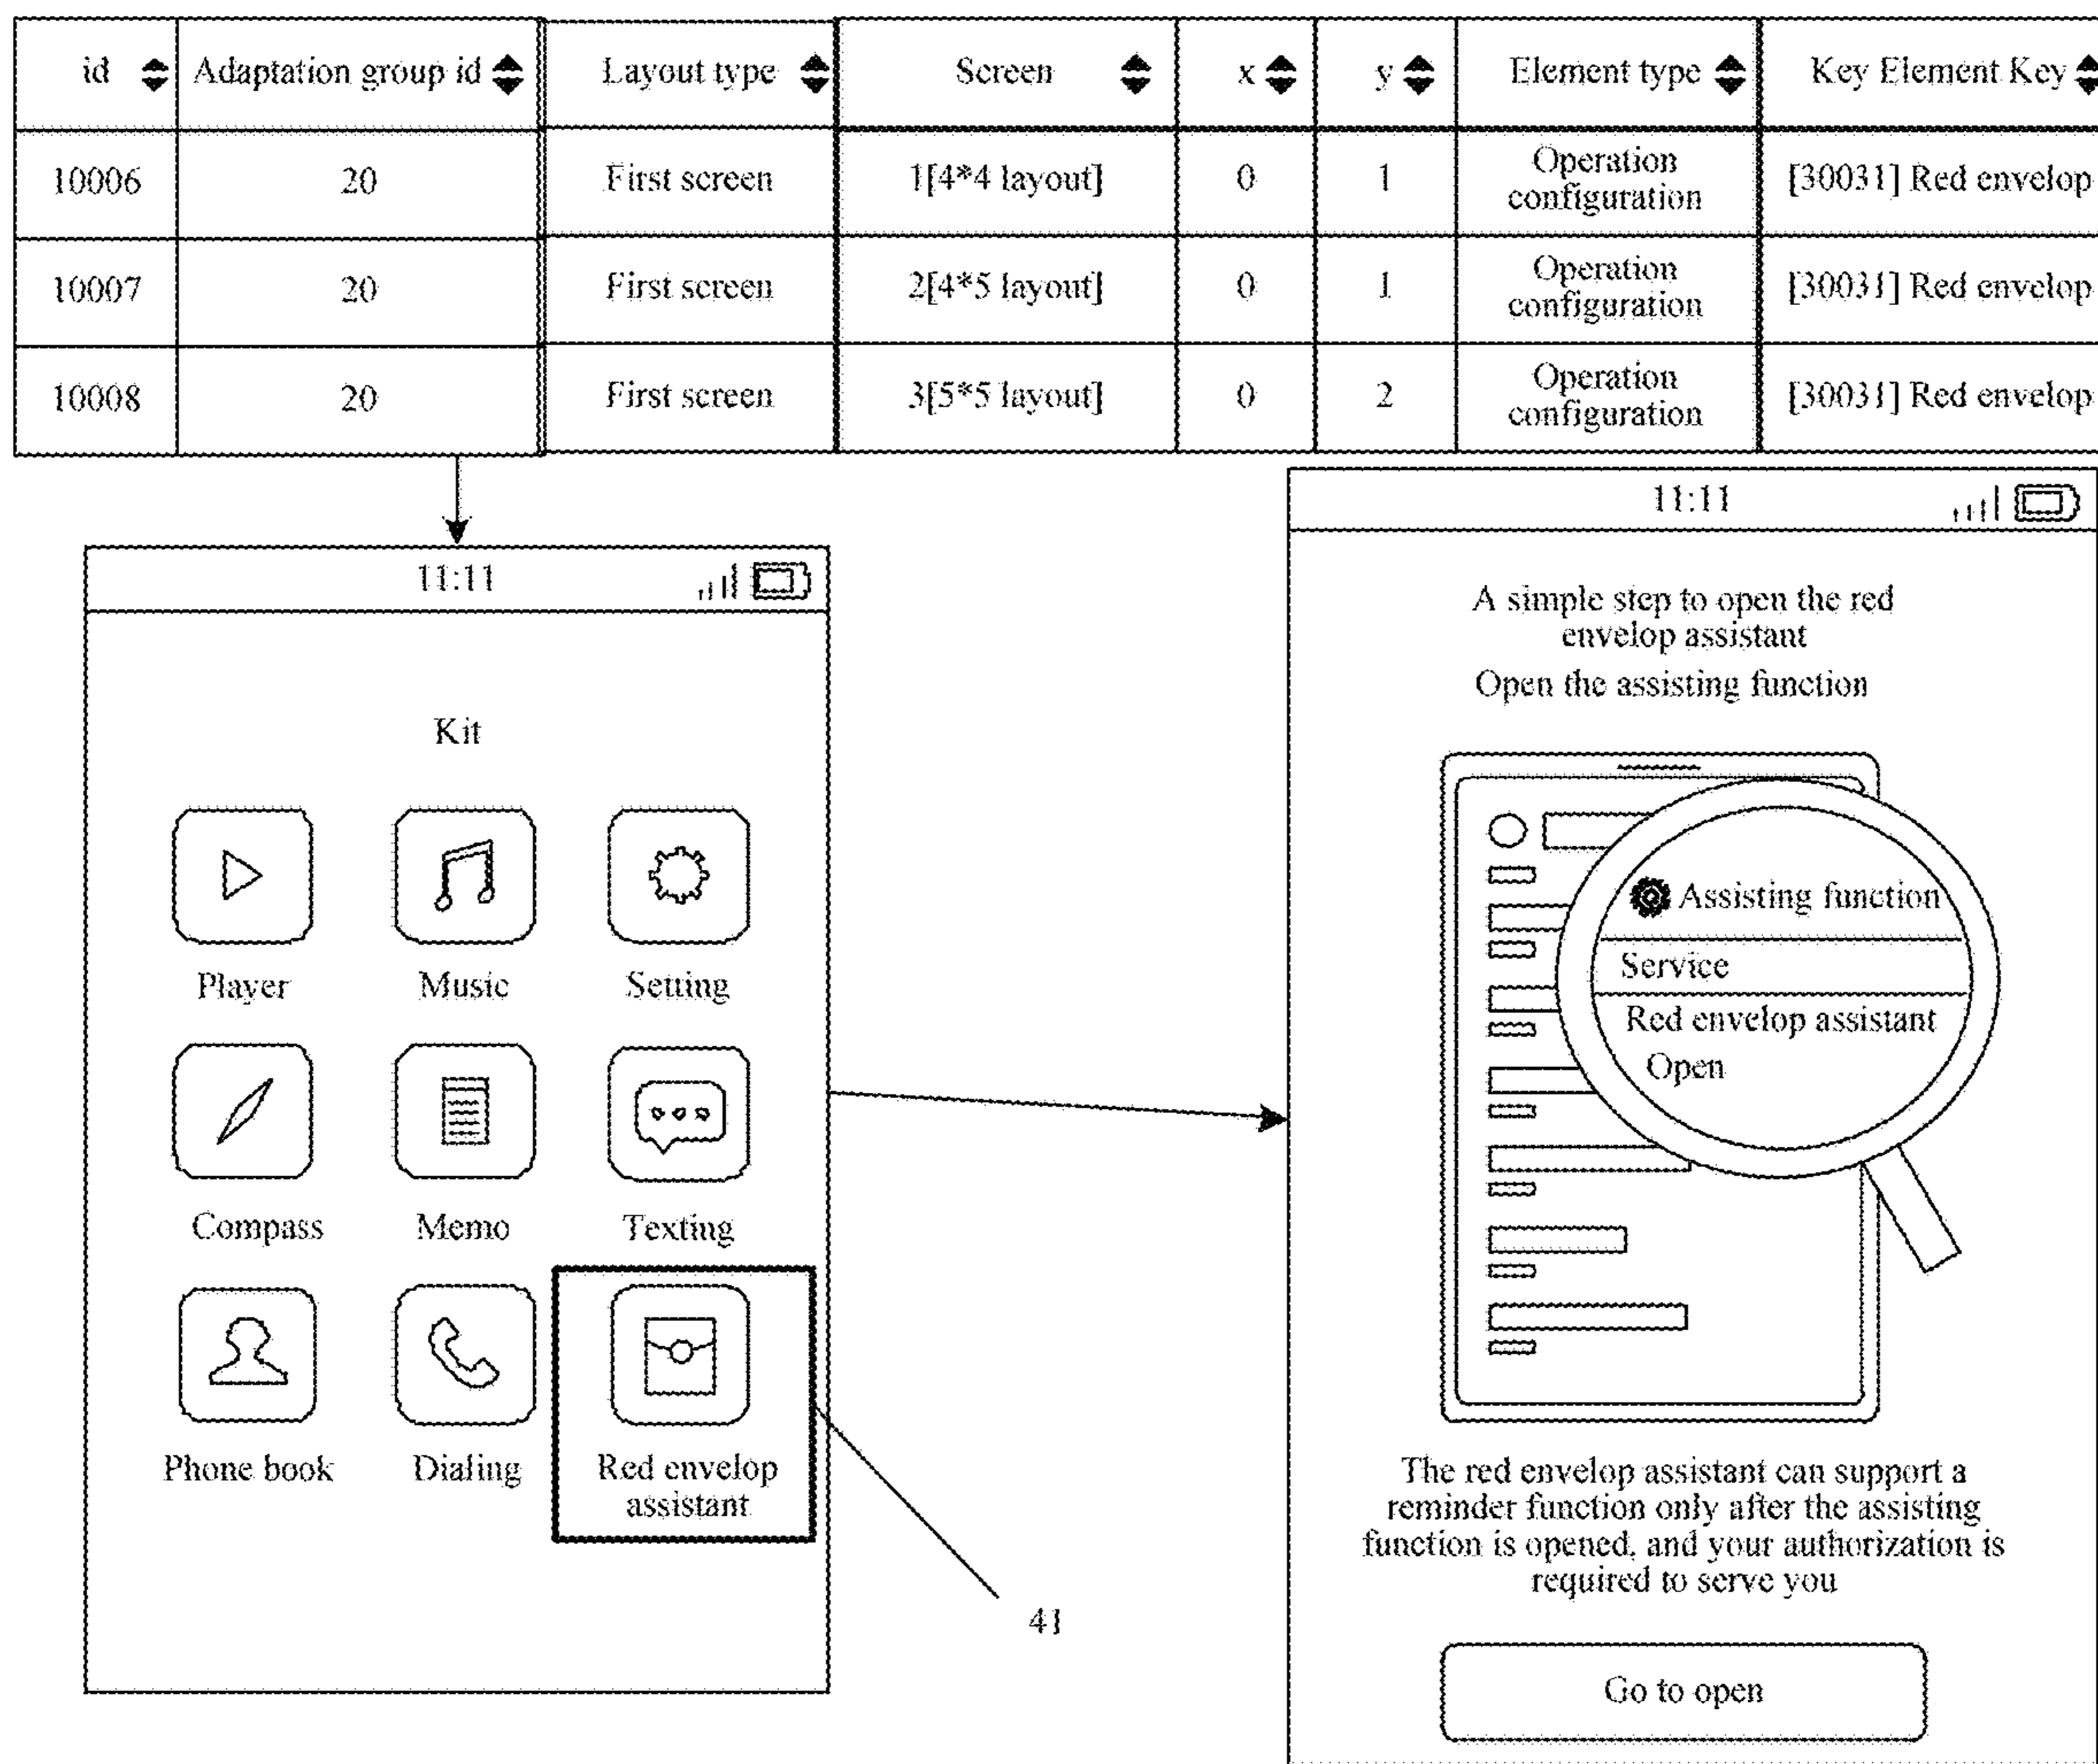 id Adaptation group id Layout type Screen x y Element type Key Element Key
10006 20 First screen 1[4*4 layout] 0 1 Operation configuration [30031] Red envelop
10007 20 First screen 2[4*5 layout] 0 1 Operation configuration [30031] Red envelop
10008 20 First screen 3[5*5 layout] 0 2 Operation configuration [30031] Red envelop
11:11
Kit
Player Music Setting
Compass Memo Texting
Phone book Dialing Red envelop
assistant
41
11:11
A simple step to open the red
envelop assistant
Open the assisting function
Assisting function
Service
Red envelop assistant
Open
The red envelop assistant can support a
reminder function only after the assisting
function is opened, and your authorization is
required to serve you
Go to open